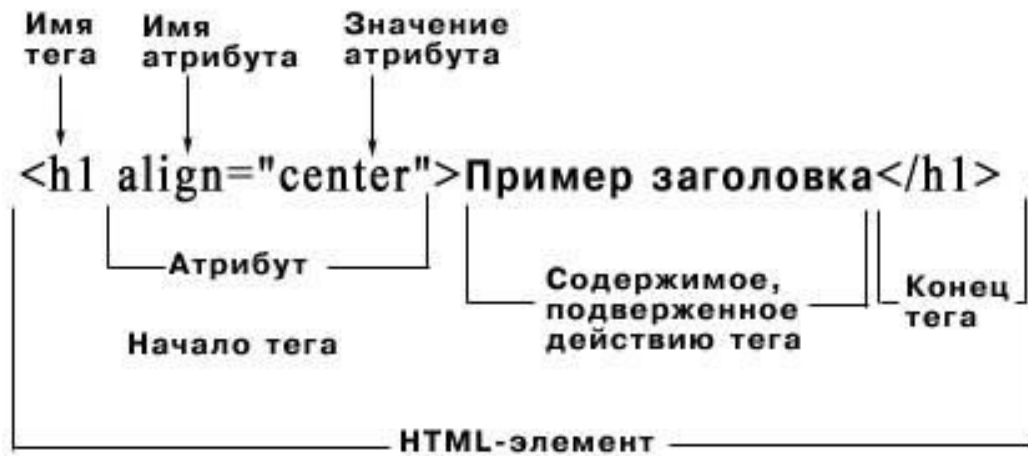 Имя тега
Имя атрибута
Значение атрибута
<h1 align="center">Пример заголовка</h1>
Атрибут
Содержимое,
подверженное
действию тега
Конец
тега
Начало тега
HTML-элемент